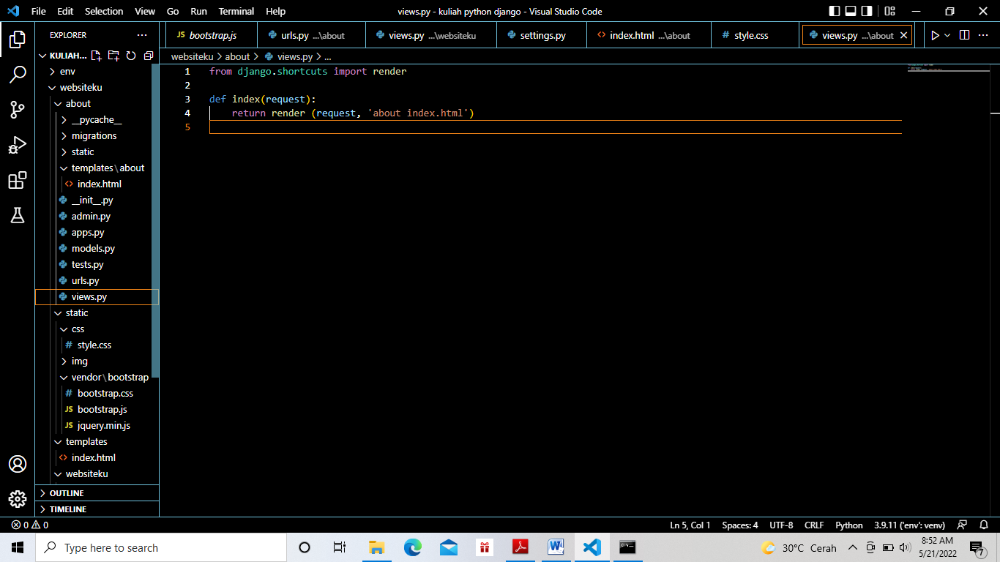 File Edit Selection View Go Run Terminal Help views.py - kuliah python django - Visual Studio Code
EXPLORER ...
JS bootstrap.js urls.py ...\about views.py ...\websiteku settings.py <> index.html ...\about # style.css views.py ...\about
KULIAH...
websiteku > about > views.py > ...
env
websiteku
about
__pycache__
migrations
static
templates\about
<> index.html
__init__.py
admin.py
apps.py
models.py
tests.py
urls.py
views.py
static
css
# style.css
img
vendor\bootstrap
# bootstrap.css
JS bootstrap.js
JS jquery.min.js
templates
<> index.html
websiteku
OUTLINE
TIMELINE
1 from django.shortcuts import render
2
3 def index(request):
4     return render (request, 'about index.html')
5
0 0 Ln 5, Col 1 Spaces: 4 UTF-8 CRLF Python 3.9.11 ('env': venv)
Type here to search
W
30°C Cerah
8:52 AM
5/21/2022
7